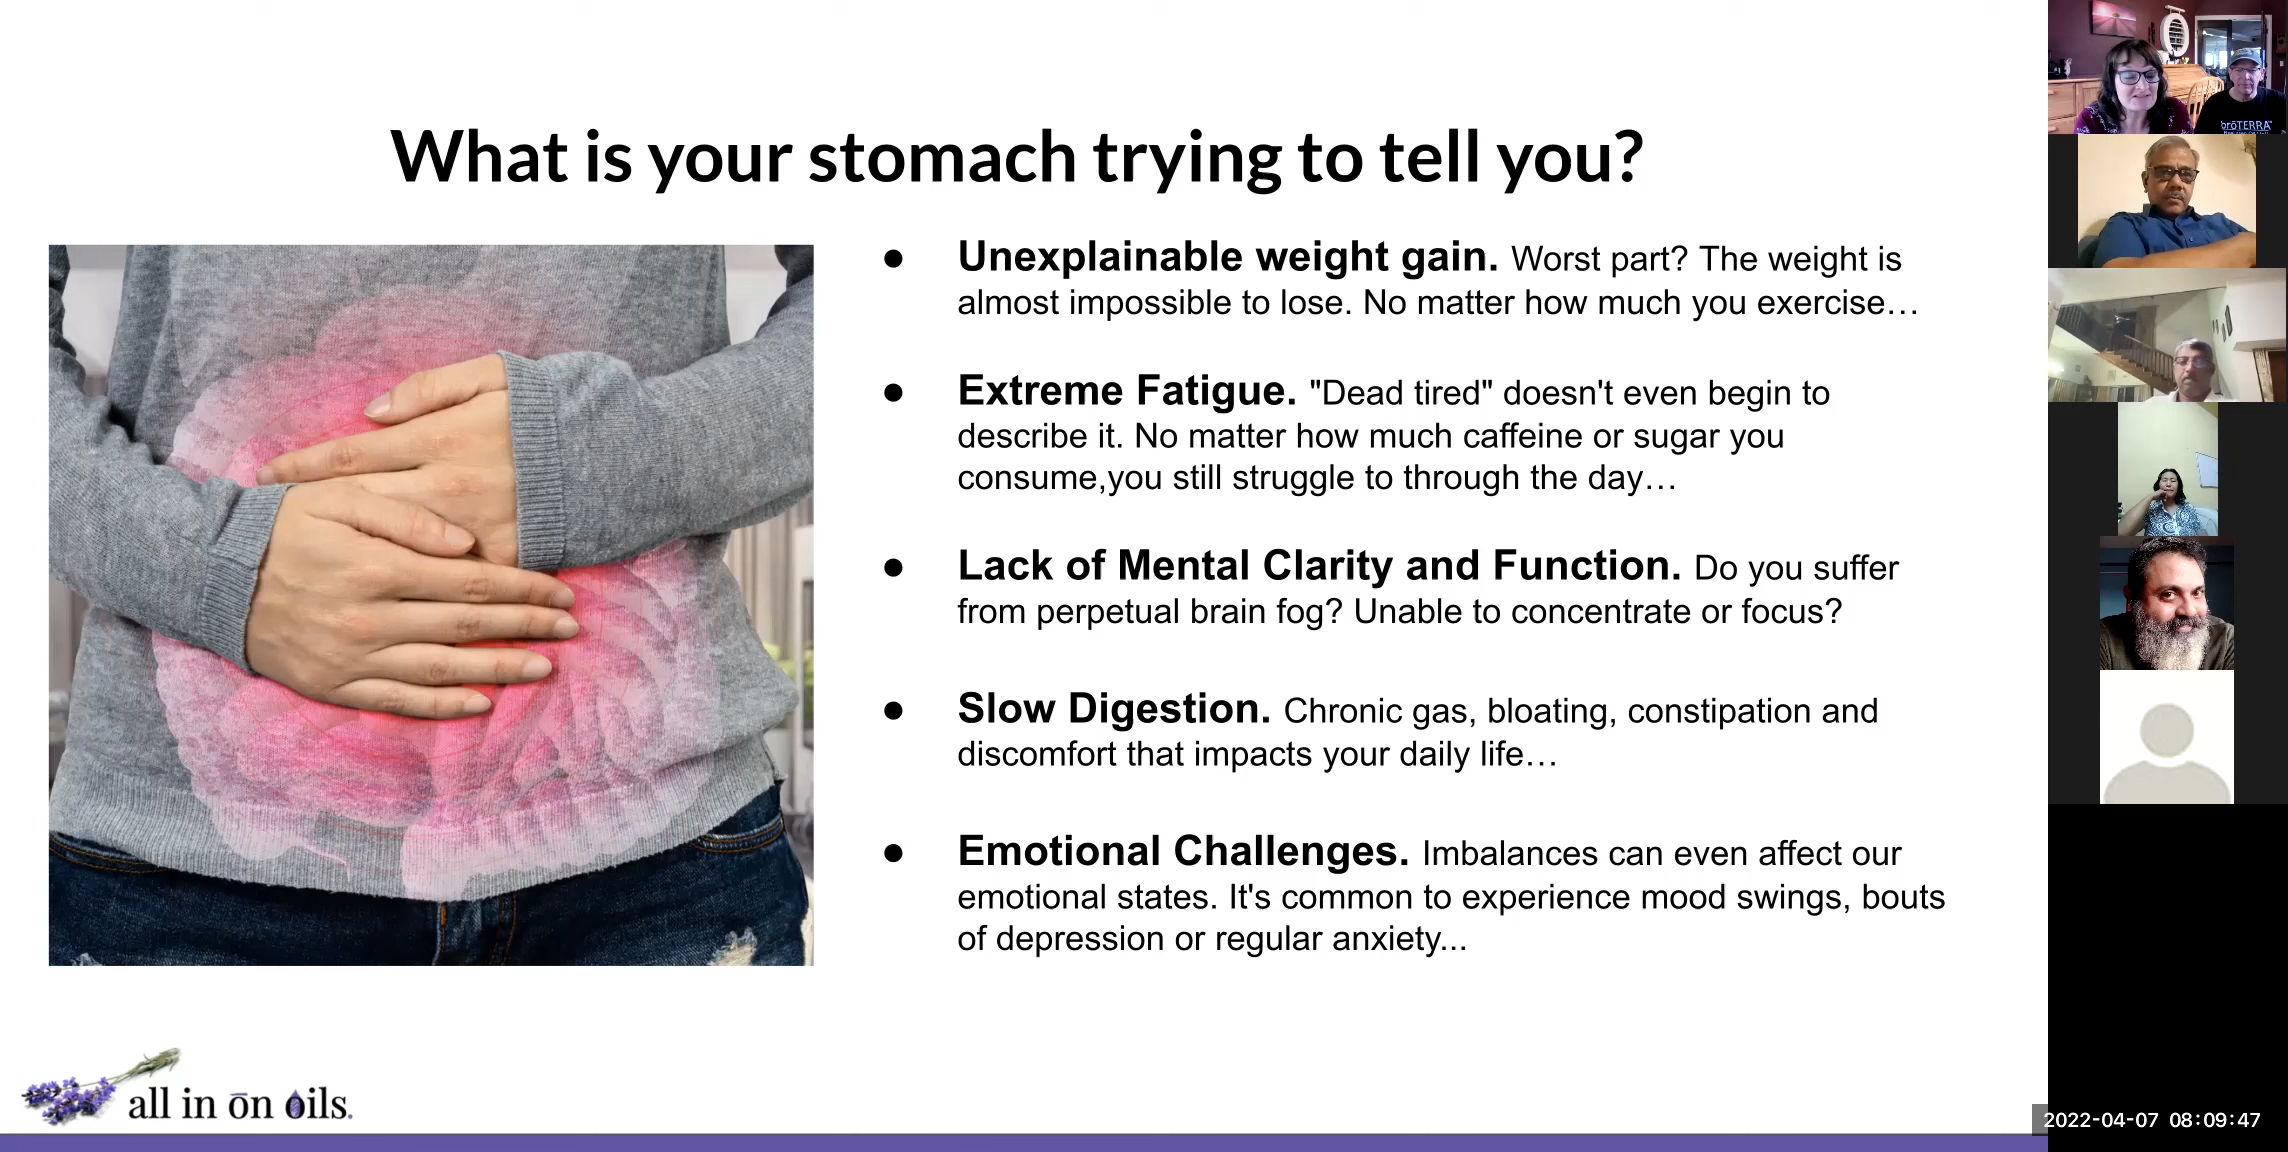 What is your stomach trying to tell you?
● Unexplainable weight gain. Worst part? The weight is
almost impossible to lose. No matter how much you exercise…
● Extreme Fatigue. "Dead tired" doesn't even begin to
describe it. No matter how much caffeine or sugar you
consume,you still struggle to through the day…
● Lack of Mental Clarity and Function. Do you suffer
from perpetual brain fog? Unable to concentrate or focus?
● Slow Digestion. Chronic gas, bloating, constipation and
discomfort that impacts your daily life…
● Emotional Challenges. Imbalances can even affect our
emotional states. It's common to experience mood swings, bouts
of depression or regular anxiety...
all in ōn oils.
brōTERRA
2022-04-07 08:09:47